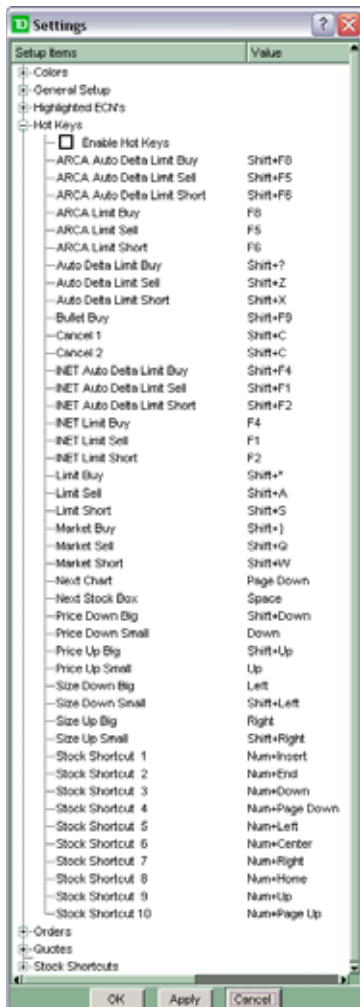 TD Settings
Setup Items Value
Colors
General Setup
Highlighted ECN's
Hot Keys
Enable Hot Keys
ARCA Auto Delta Limit Buy Shift+F8
ARCA Auto Delta Limit Sell Shift+F5
ARCA Auto Delta Limit Short Shift+F6
ARCA Limit Buy F8
ARCA Limit Sell F5
ARCA Limit Short F6
Auto Delta Limit Buy Shift+?
Auto Delta Limit Sell Shift+Z
Auto Delta Limit Short Shift+X
Bullet Buy Shift+F9
Cancel 1 Shift+C
Cancel 2 Shift+C
INET Auto Delta Limit Buy Shift+F4
INET Auto Delta Limit Sell Shift+F1
INET Auto Delta Limit Short Shift+F2
INET Limit Buy F4
INET Limit Sell F1
INET Limit Short F2
Limit Buy Shift+"
Limit Sell Shift+A
Limit Short Shift+S
Market Buy Shift+}
Market Sell Shift+Q
Market Short Shift+W
Next Chart Page Down
Next Stock Box Space
Price Down Big Shift+Down
Price Down Small Down
Price Up Big Shift+Up
Price Up Small Up
Size Down Big Left
Size Down Small Shift+Left
Size Up Big Right
Size Up Small Shift+Right
Stock Shortcut 1 Num+Insert
Stock Shortcut 2 Num+End
Stock Shortcut 3 Num+Down
Stock Shortcut 4 Num+Page Down
Stock Shortcut 5 Num+Left
Stock Shortcut 6 Num+Center
Stock Shortcut 7 Num+Right
Stock Shortcut 8 Num+Home
Stock Shortcut 9 Num+Up
Stock Shortcut 10 Num+Page Up
Orders
Quotes
Stock Shortcuts
OK Apply Cancel